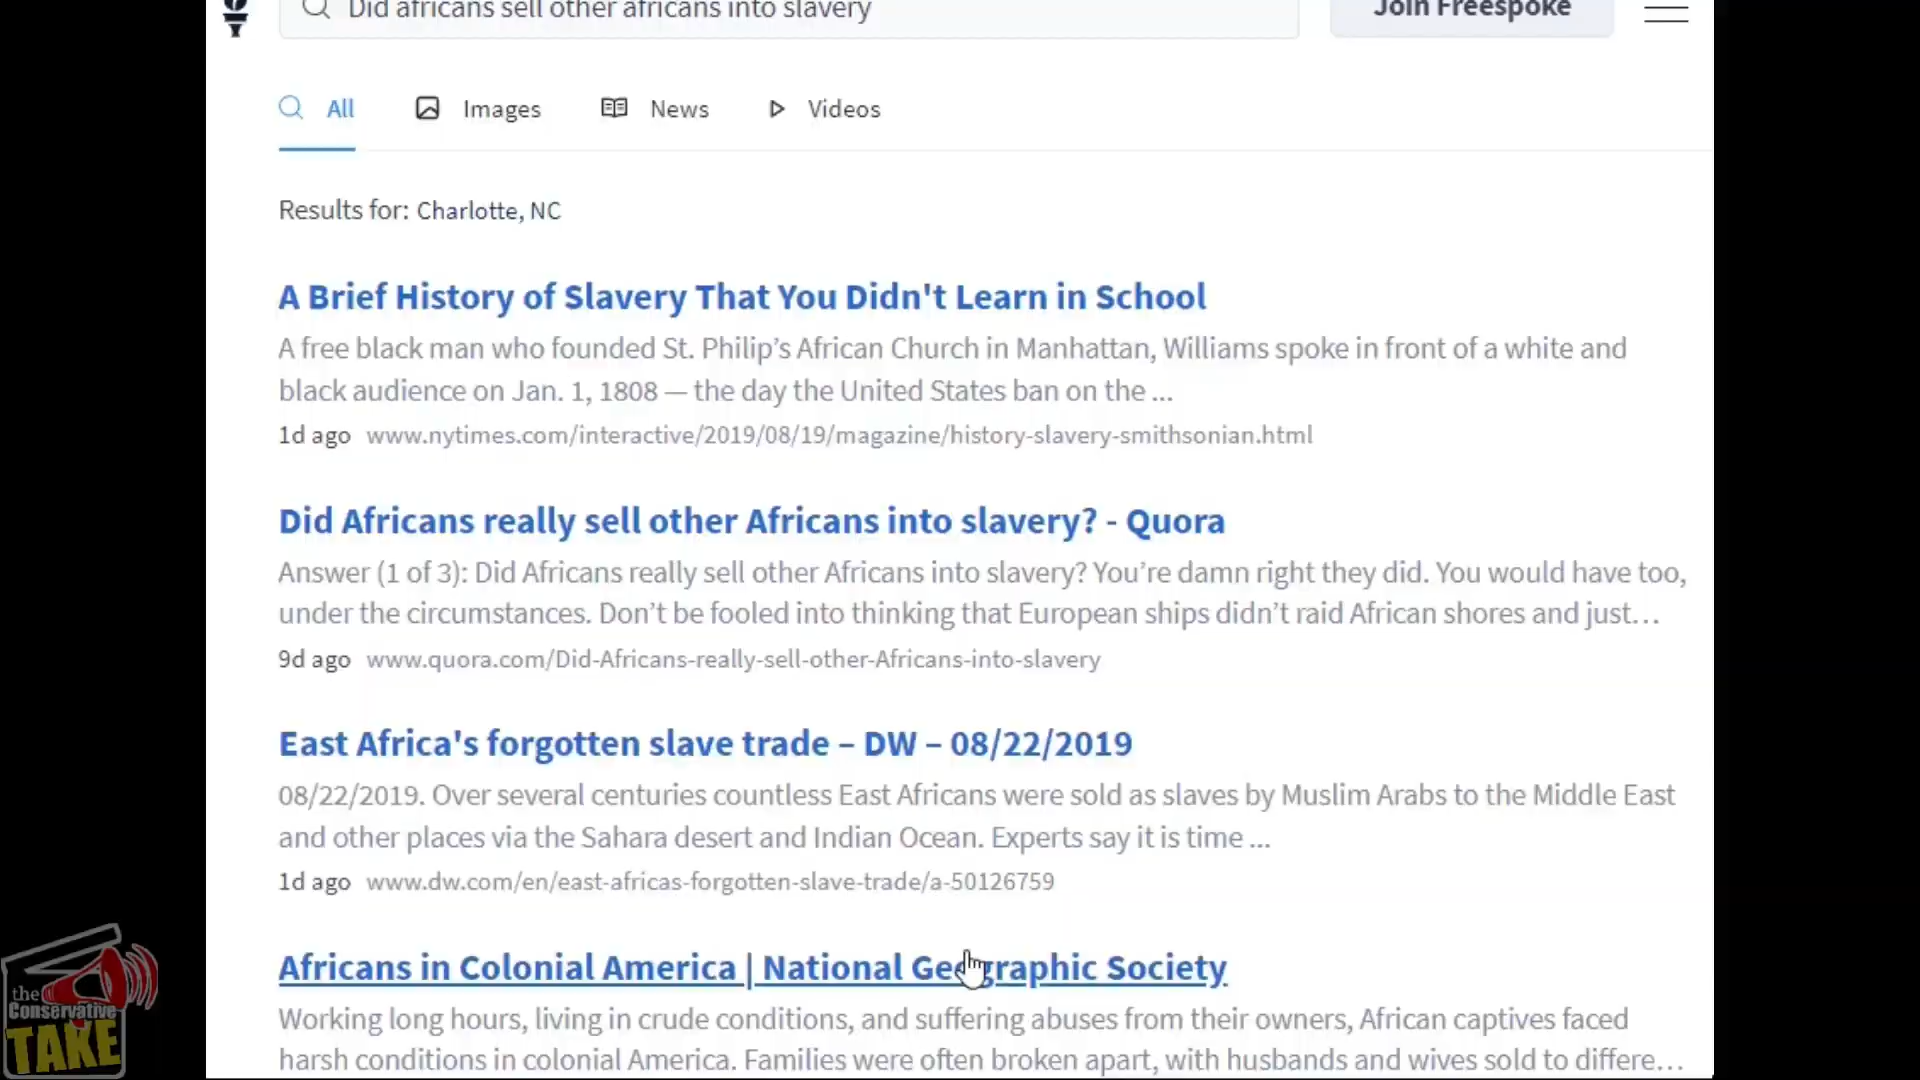 Did africans sell other africans into slavery
Join Freespoke
All
Images
News
Videos
Results for: Charlotte, NC
A Brief History of Slavery That You Didn't Learn in School
A free black man who founded St. Philip’s African Church in Manhattan, Williams spoke in front of a white and
black audience on Jan. 1, 1808 — the day the United States ban on the ...
1d ago www.nytimes.com/interactive/2019/08/19/magazine/history-slavery-smithsonian.html
Did Africans really sell other Africans into slavery? - Quora
Answer (1 of 3): Did Africans really sell other Africans into slavery? You’re damn right they did. You would have too,
under the circumstances. Don’t be fooled into thinking that European ships didn’t raid African shores and just…
9d ago www.quora.com/Did-Africans-really-sell-other-Africans-into-slavery
East Africa's forgotten slave trade – DW – 08/22/2019
08/22/2019. Over several centuries countless East Africans were sold as slaves by Muslim Arabs to the Middle East
and other places via the Sahara desert and Indian Ocean. Experts say it is time ...
1d ago www.dw.com/en/east-africas-forgotten-slave-trade/a-50126759
Africans in Colonial America | National Geographic Society
Working long hours, living in crude conditions, and suffering abuses from their owners, African captives faced
harsh conditions in colonial America. Families were often broken apart, with husbands and wives sold to differe…
the
Conservative
TAKE